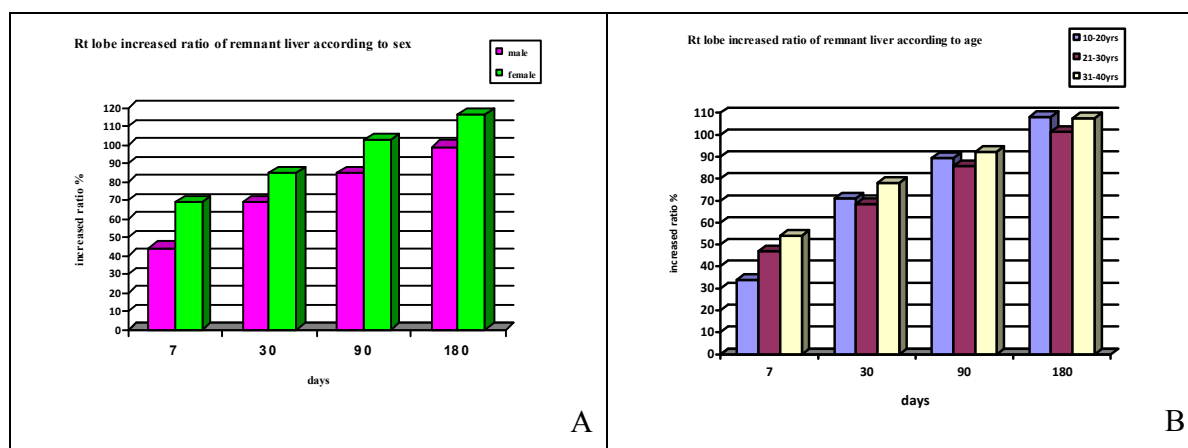 Rt lobe increased ratio of remnant liver according to sex
male
female
increased ratio %
120
110
100
90
80
70
60
50
40
30
20
10
0
7 30 90 180
days
A
Rt lobe increased ratio of remnant liver according to age
10-20yrs
21-30yrs
31-40yrs
increased ratio %
110
100
90
80
70
60
50
40
30
20
10
0
7 30 90 180
days
B